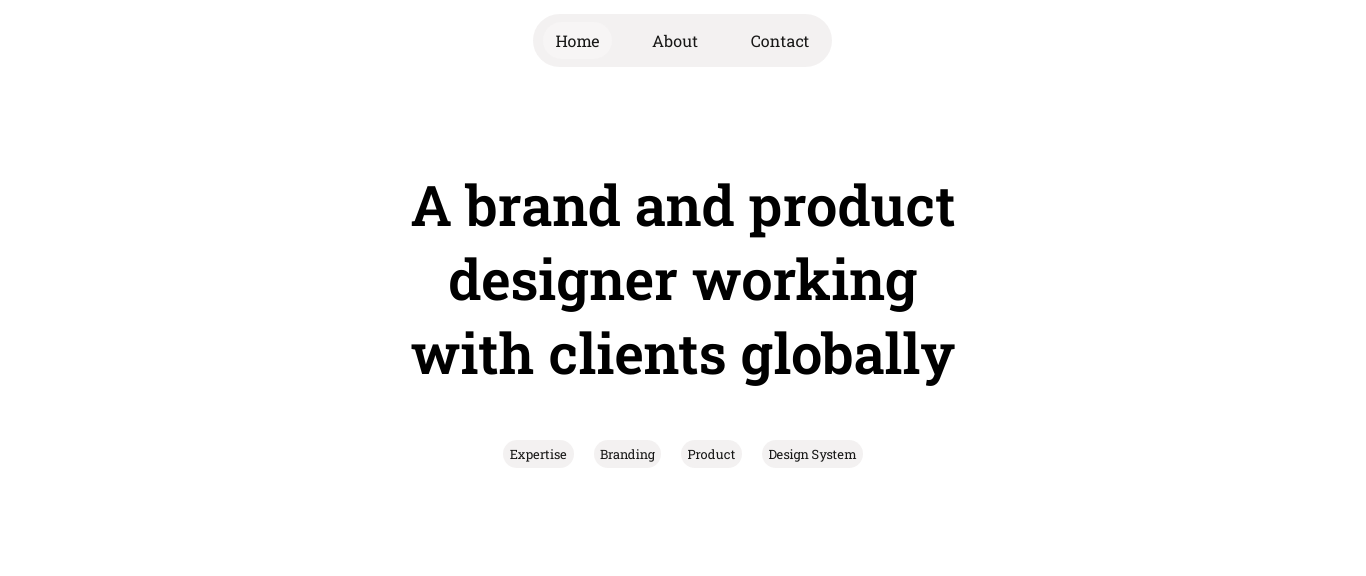 Home About Contact
A brand and product
designer working
with clients globally
Expertise Branding Product Design System